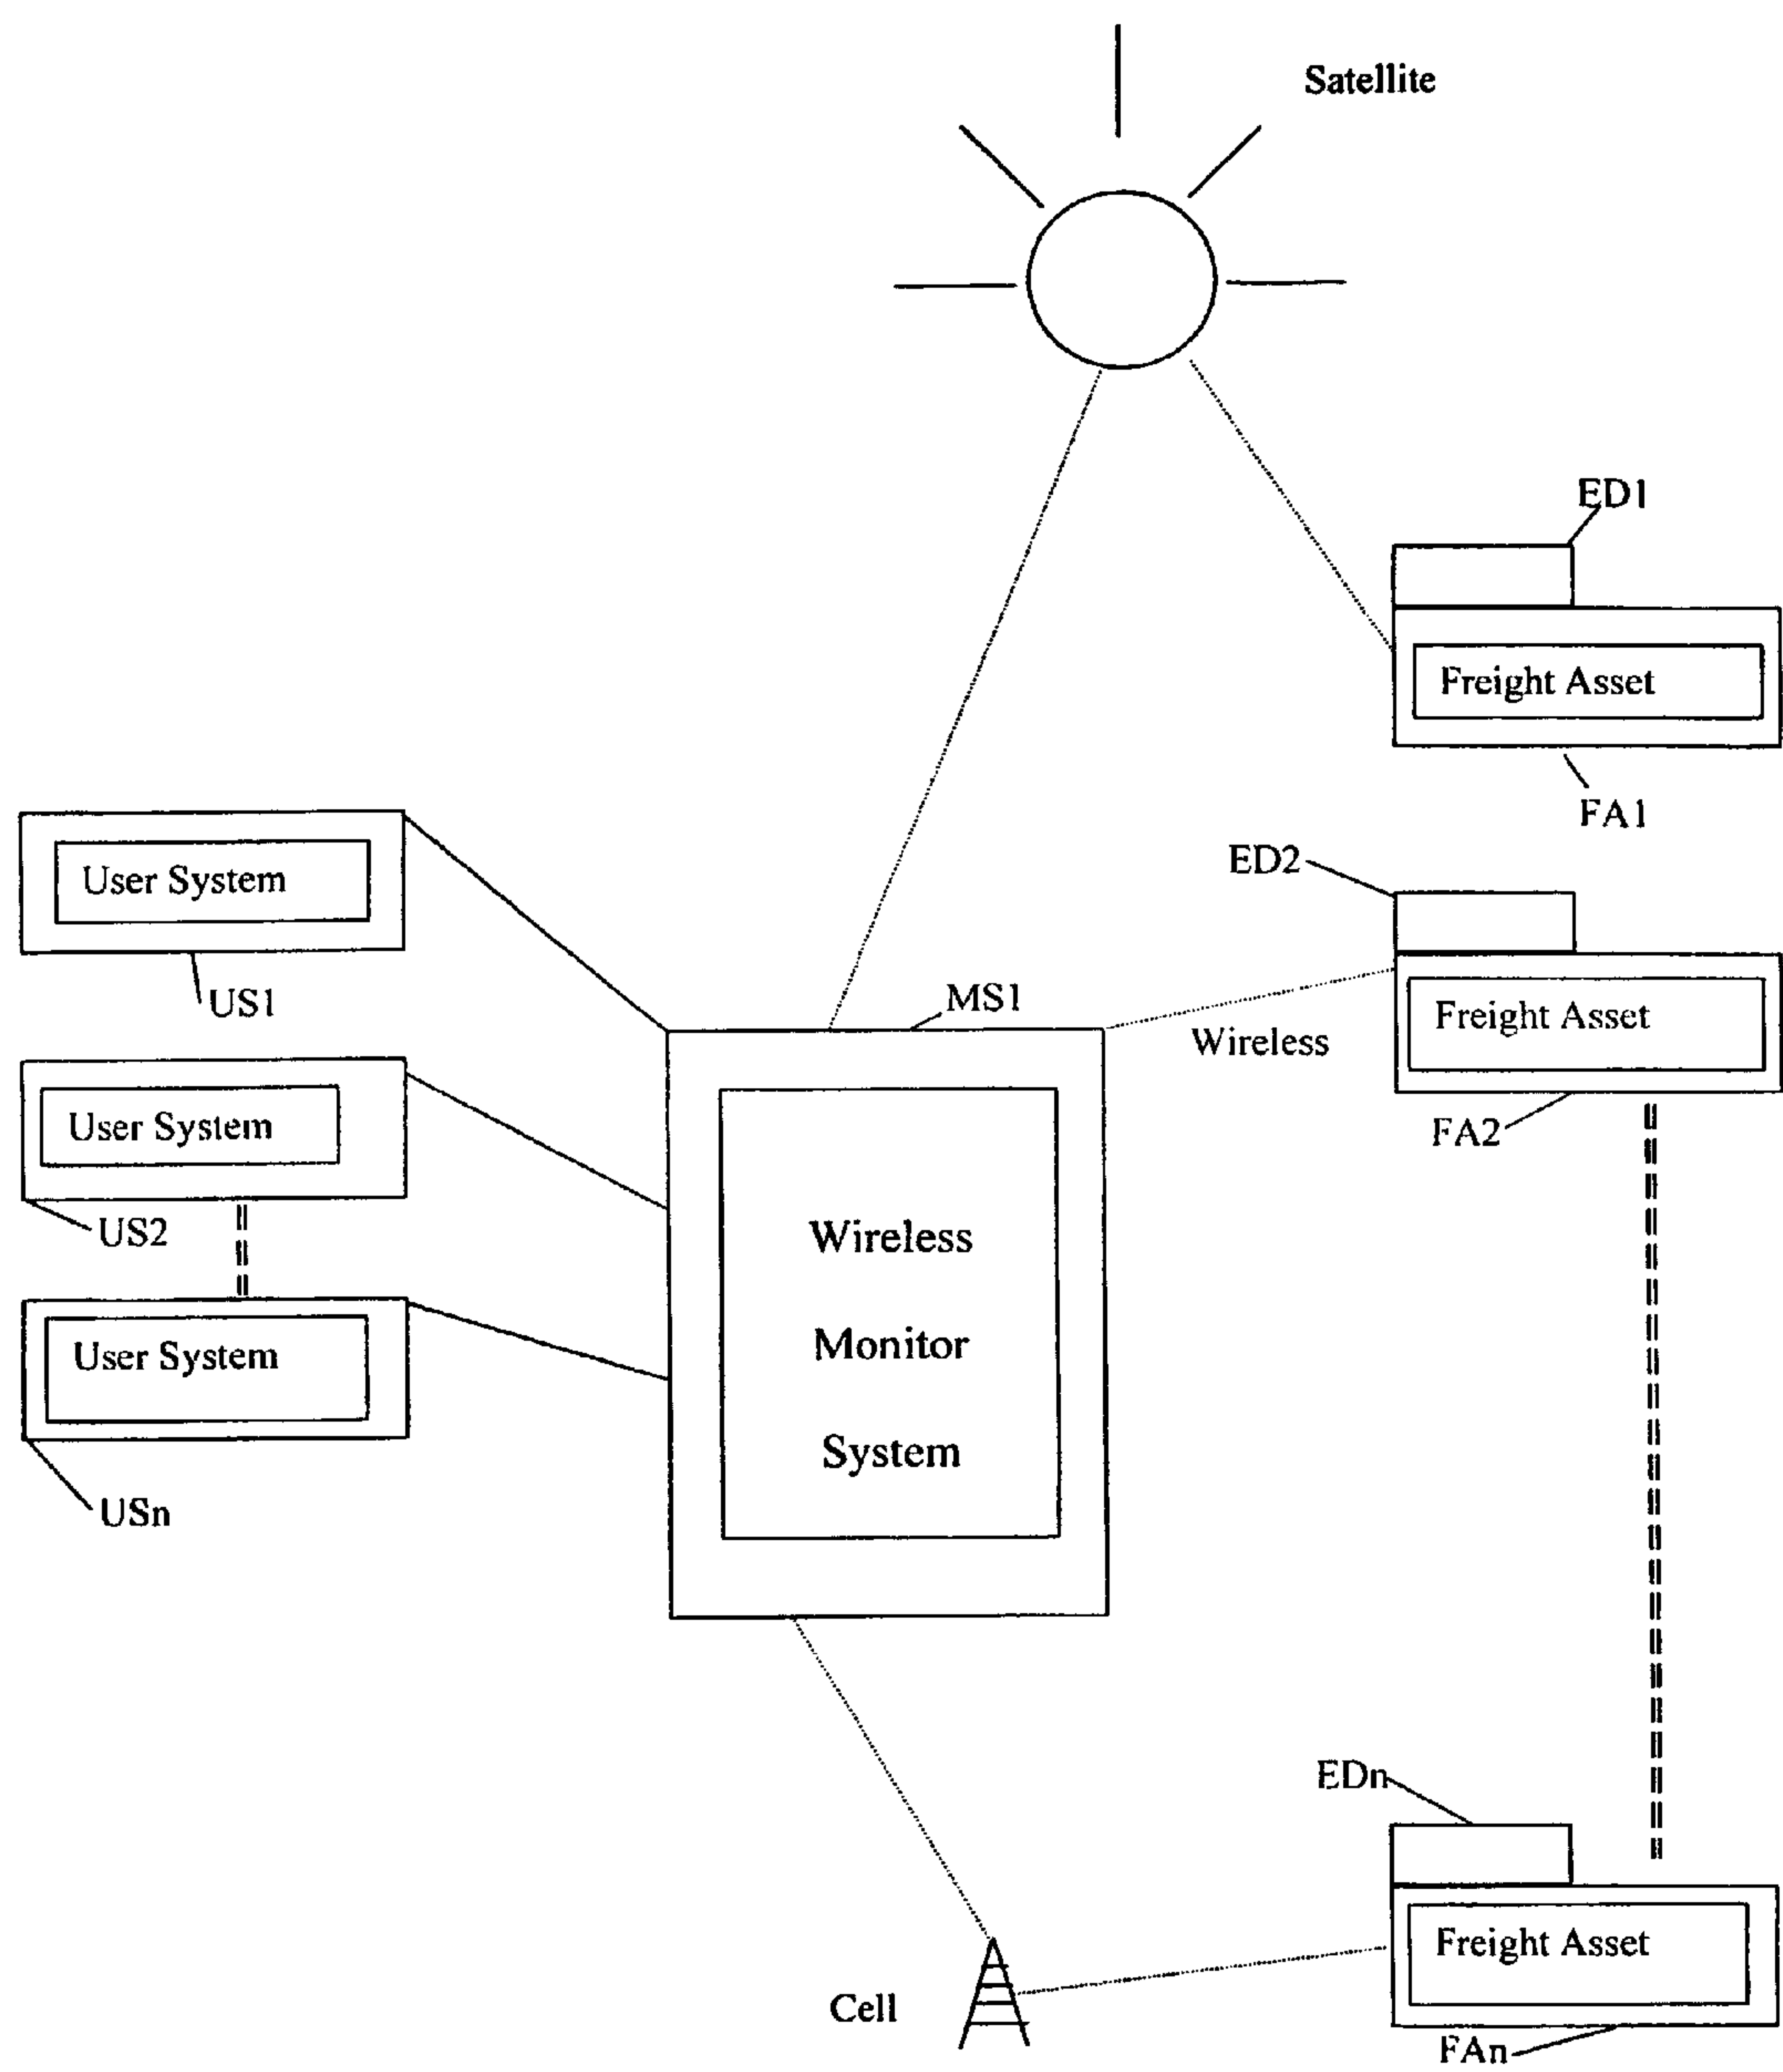 Satellite
ED1
Freight Asset
FA1
ED2
User System
US1
MS1
Freight Asset
Wireless
FA2
User System
US2
Wireless
Monitor
System
User System
USn
EDn
Freight Asset
Cell
FAn